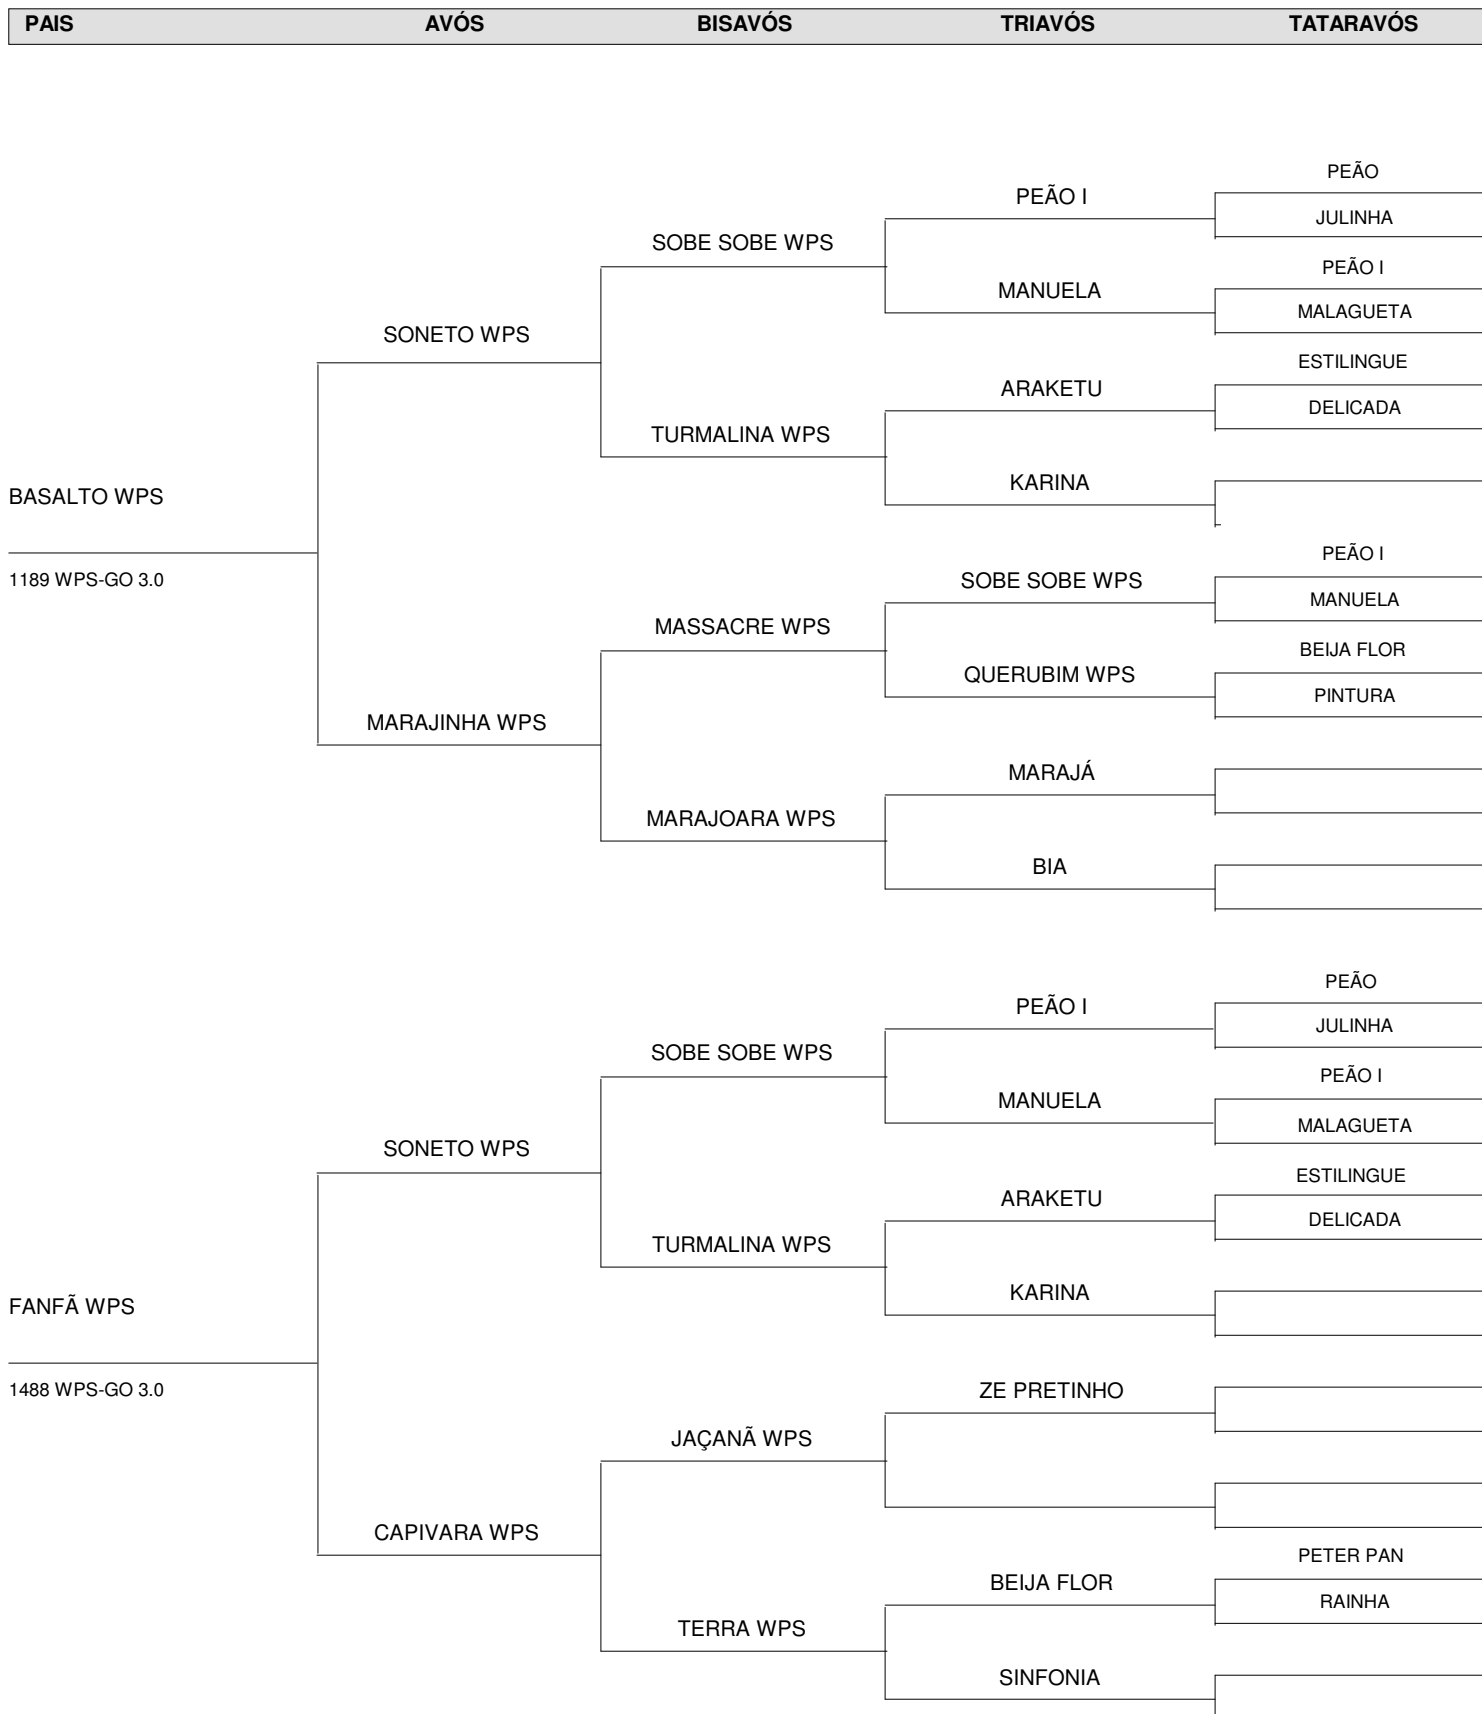 PAIS AVÓS BISAVÓS TRIAVÓS TATARAVÓS
PEÃO
PEÃO I
JULINHA
SOBE SOBE WPS
PEÃO I
MANUELA
MALAGUETA
SONETO WPS
ESTILINGUE
ARAKETU
DELICADA
TURMALINA WPS
KARINA
BASALTO WPS
PEÃO I
1189 WPS-GO 3.0
SOBE SOBE WPS
MANUELA
MASSACRE WPS
BEIJA FLOR
QUERUBIM WPS
PINTURA
MARAJINHA WPS
MARAJÁ
MARAJOARA WPS
BIA
PEÃO
PEÃO I
JULINHA
SOBE SOBE WPS
PEÃO I
MANUELA
MALAGUETA
SONETO WPS
ESTILINGUE
ARAKETU
DELICADA
TURMALINA WPS
KARINA
FANFÃ WPS
1488 WPS-GO 3.0
ZE PRETINHO
JAÇANÃ WPS
CAPIVARA WPS
PETER PAN
BEIJA FLOR
RAINHA
TERRA WPS
SINFONIA